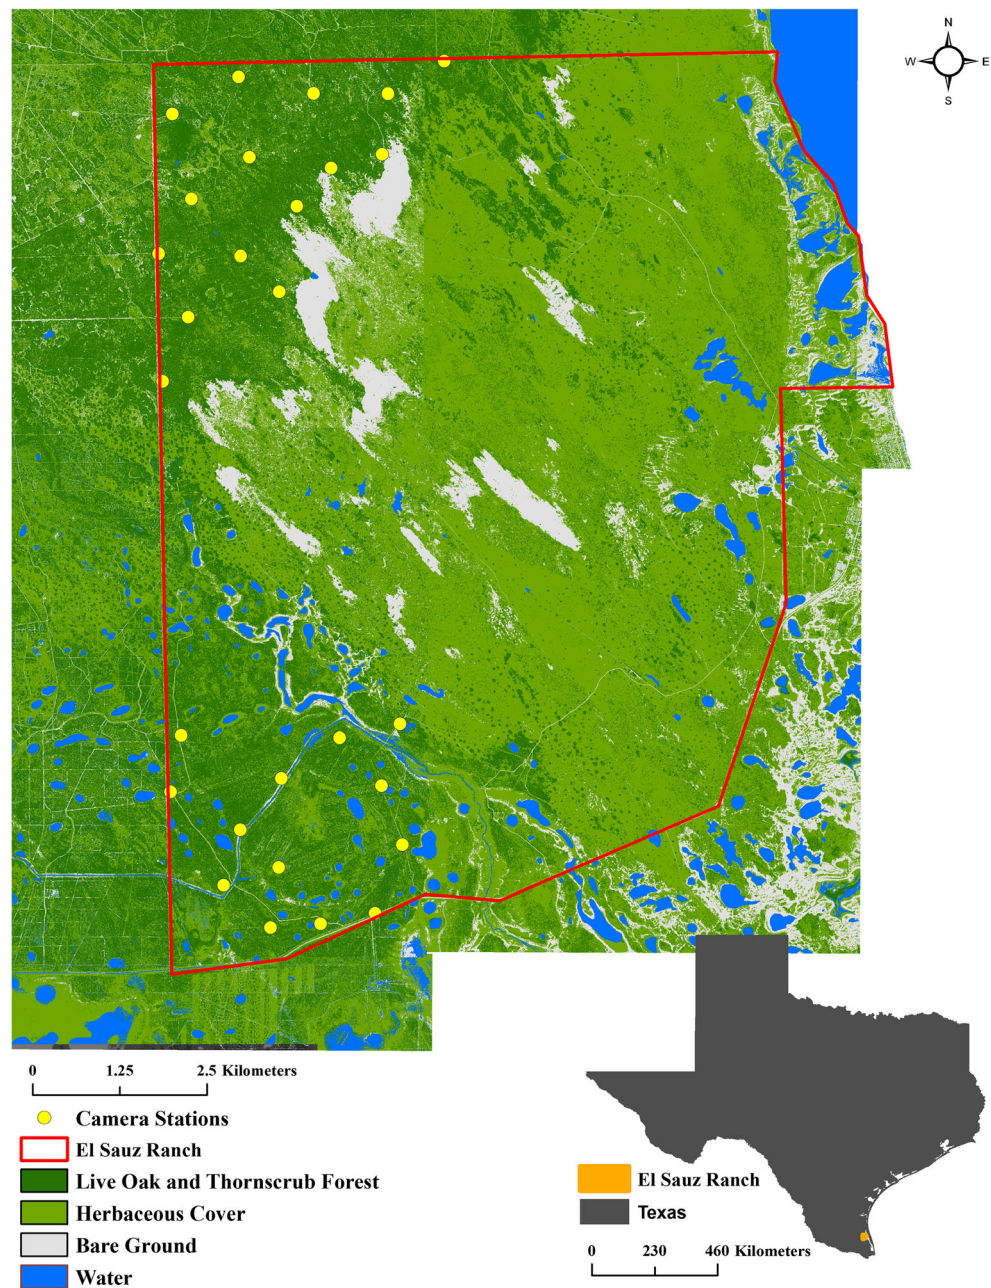 N
W E
S
0 1.25 2.5 Kilometers
Camera Stations
El Sauz Ranch
Live Oak and Thornscrub Forest
Herbaceous Cover
Bare Ground
Water
El Sauz Ranch
Texas
0 230 460 Kilometers